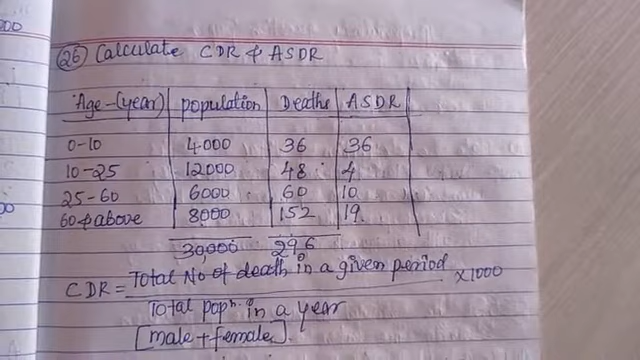 (26) Calculate CDR & ASDR
Age-(year) population Deaths ASDR
0-10 4000 36 36
10-25 12000 48 4
25-60 6000 60 10
60 & above 8000 152 19
30,000 296
CDR = Total No of death in a given period x1000
Total popn. in a year
[male + female].